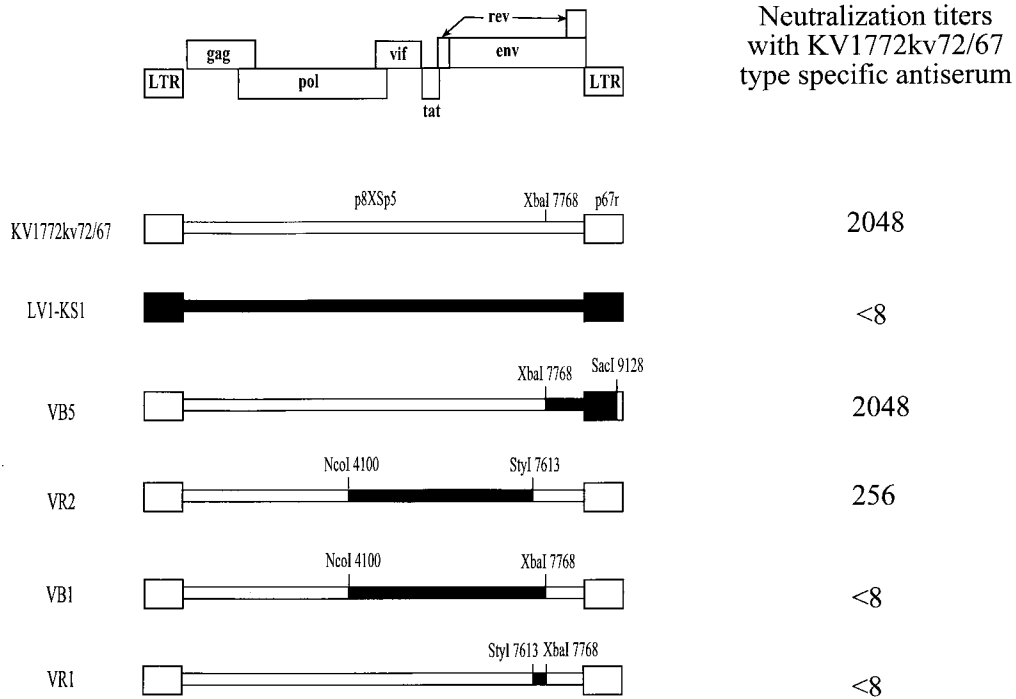 rev
Neutralization titers
with KV1772kv72/67
type specific antiserum
gag
vif
env
LTR
pol
LTR
tat
p8XSp5
XbaI 7768
p67r
KV1772kv72/67
2048
LV1-KS1
<8
XbaI 7768
SacI 9128
VB5
2048
NcoI 4100
StyI 7613
VR2
256
NcoI 4100
XbaI 7768
VB1
<8
StyI 7613 XbaI 7768
VR1
<8